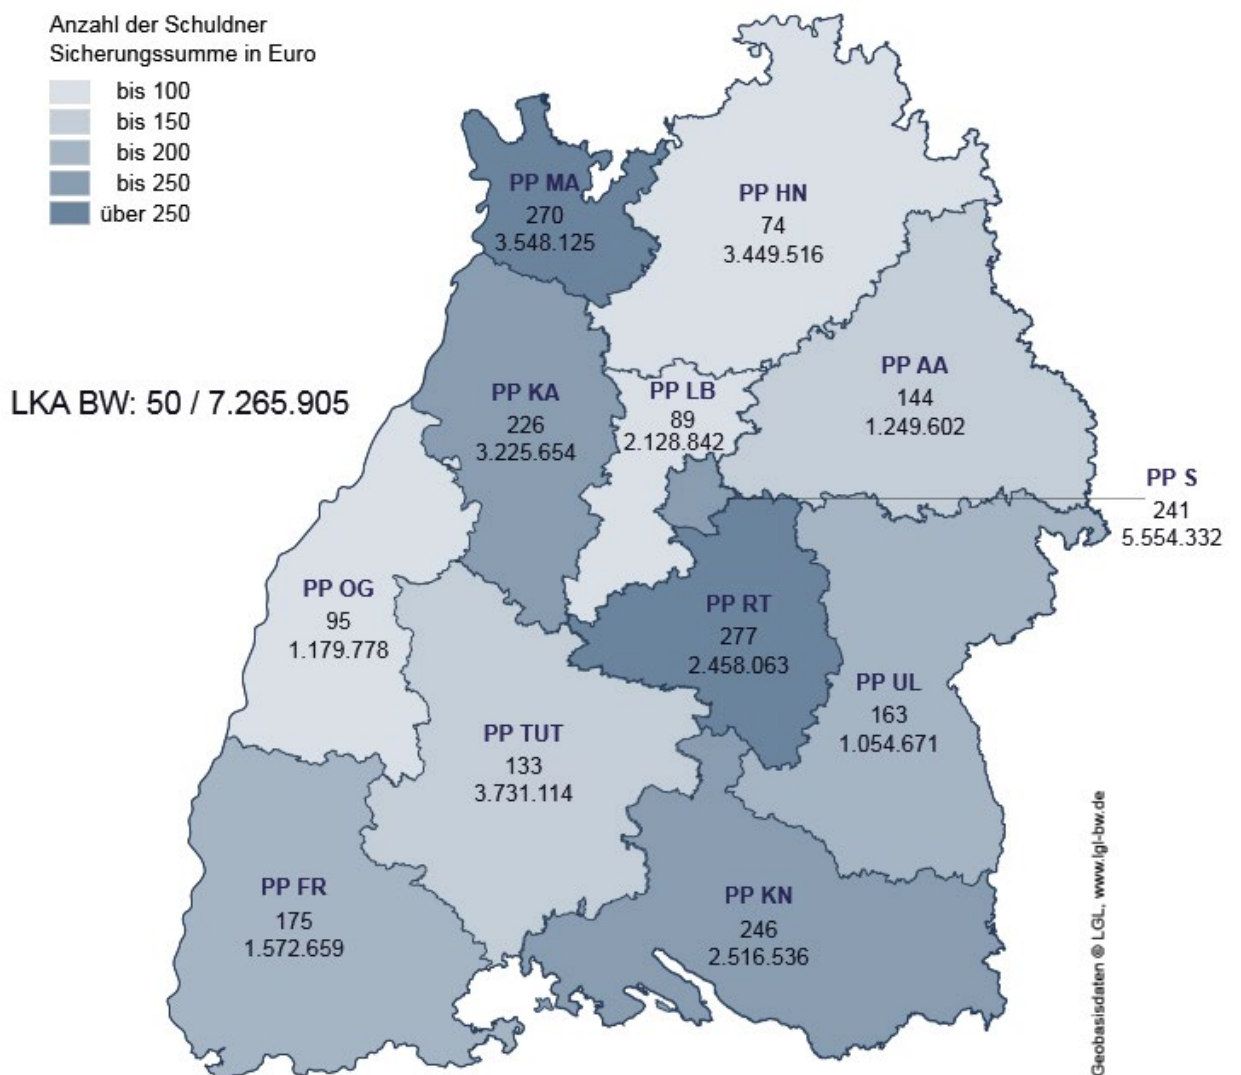 Anzahl der Schuldner
Sicherungssumme in Euro
bis 100
bis 150
bis 200
bis 250
über 250
PP MA
270
3.548.125
PP HN
74
3.449.516
PP KA
226
3.225.654
PP LB
89
2.128.842
PP AA
144
1.249.602
LKA BW: 50 / 7.265.905
PP S
241
5.554.332
PP OG
95
1.179.778
PP RT
277
2.458.063
PP UL
163
1.054.671
PP TUT
133
3.731.114
PP FR
175
1.572.659
PP KN
246
2.516.536
Geobasisdaten © LGL, www.lgl-bw.de